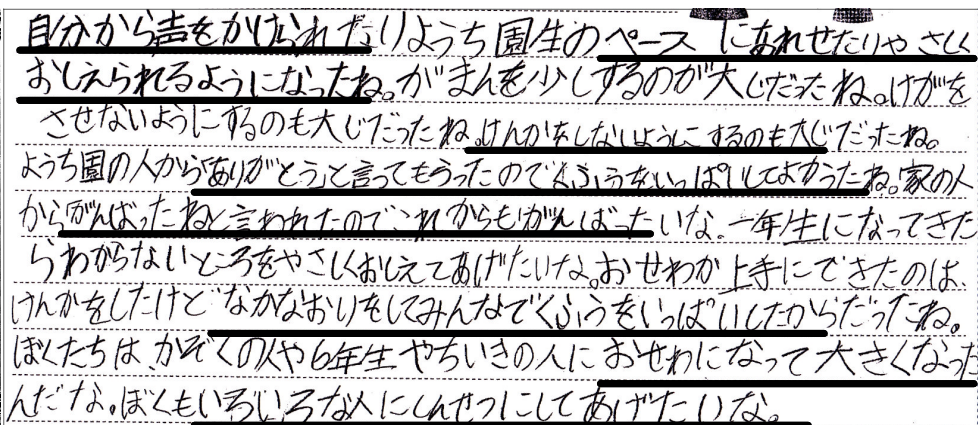 自分から声をかけられたりようち園生のペースにあわせたりやさしく
おしえられるようになったね。がまんを少しするのが大じだったね。けがを
させないようにするのも大じだったね。けんかをしないようにするのも大じだったね。
ようち園の人から「ありがとう」と言ってもらったのでくふうをいっぱいしてよかったね。家の人
からがんばったねと言われたのでこれからもがんばったいな。一年生になってきた
らわからないところをやさしくおしえてあげたいな。おせわが上手にできたのは、
けんかをしたけどなかなおりをしてみんなでくふうをいっぱいしたからだったね。
ぼくたちは、かぞくの人や6年生やちいきの人におせわになって大きくなった
んだな。ぼくもいろいろな人にしんせつにしてあげたいな。